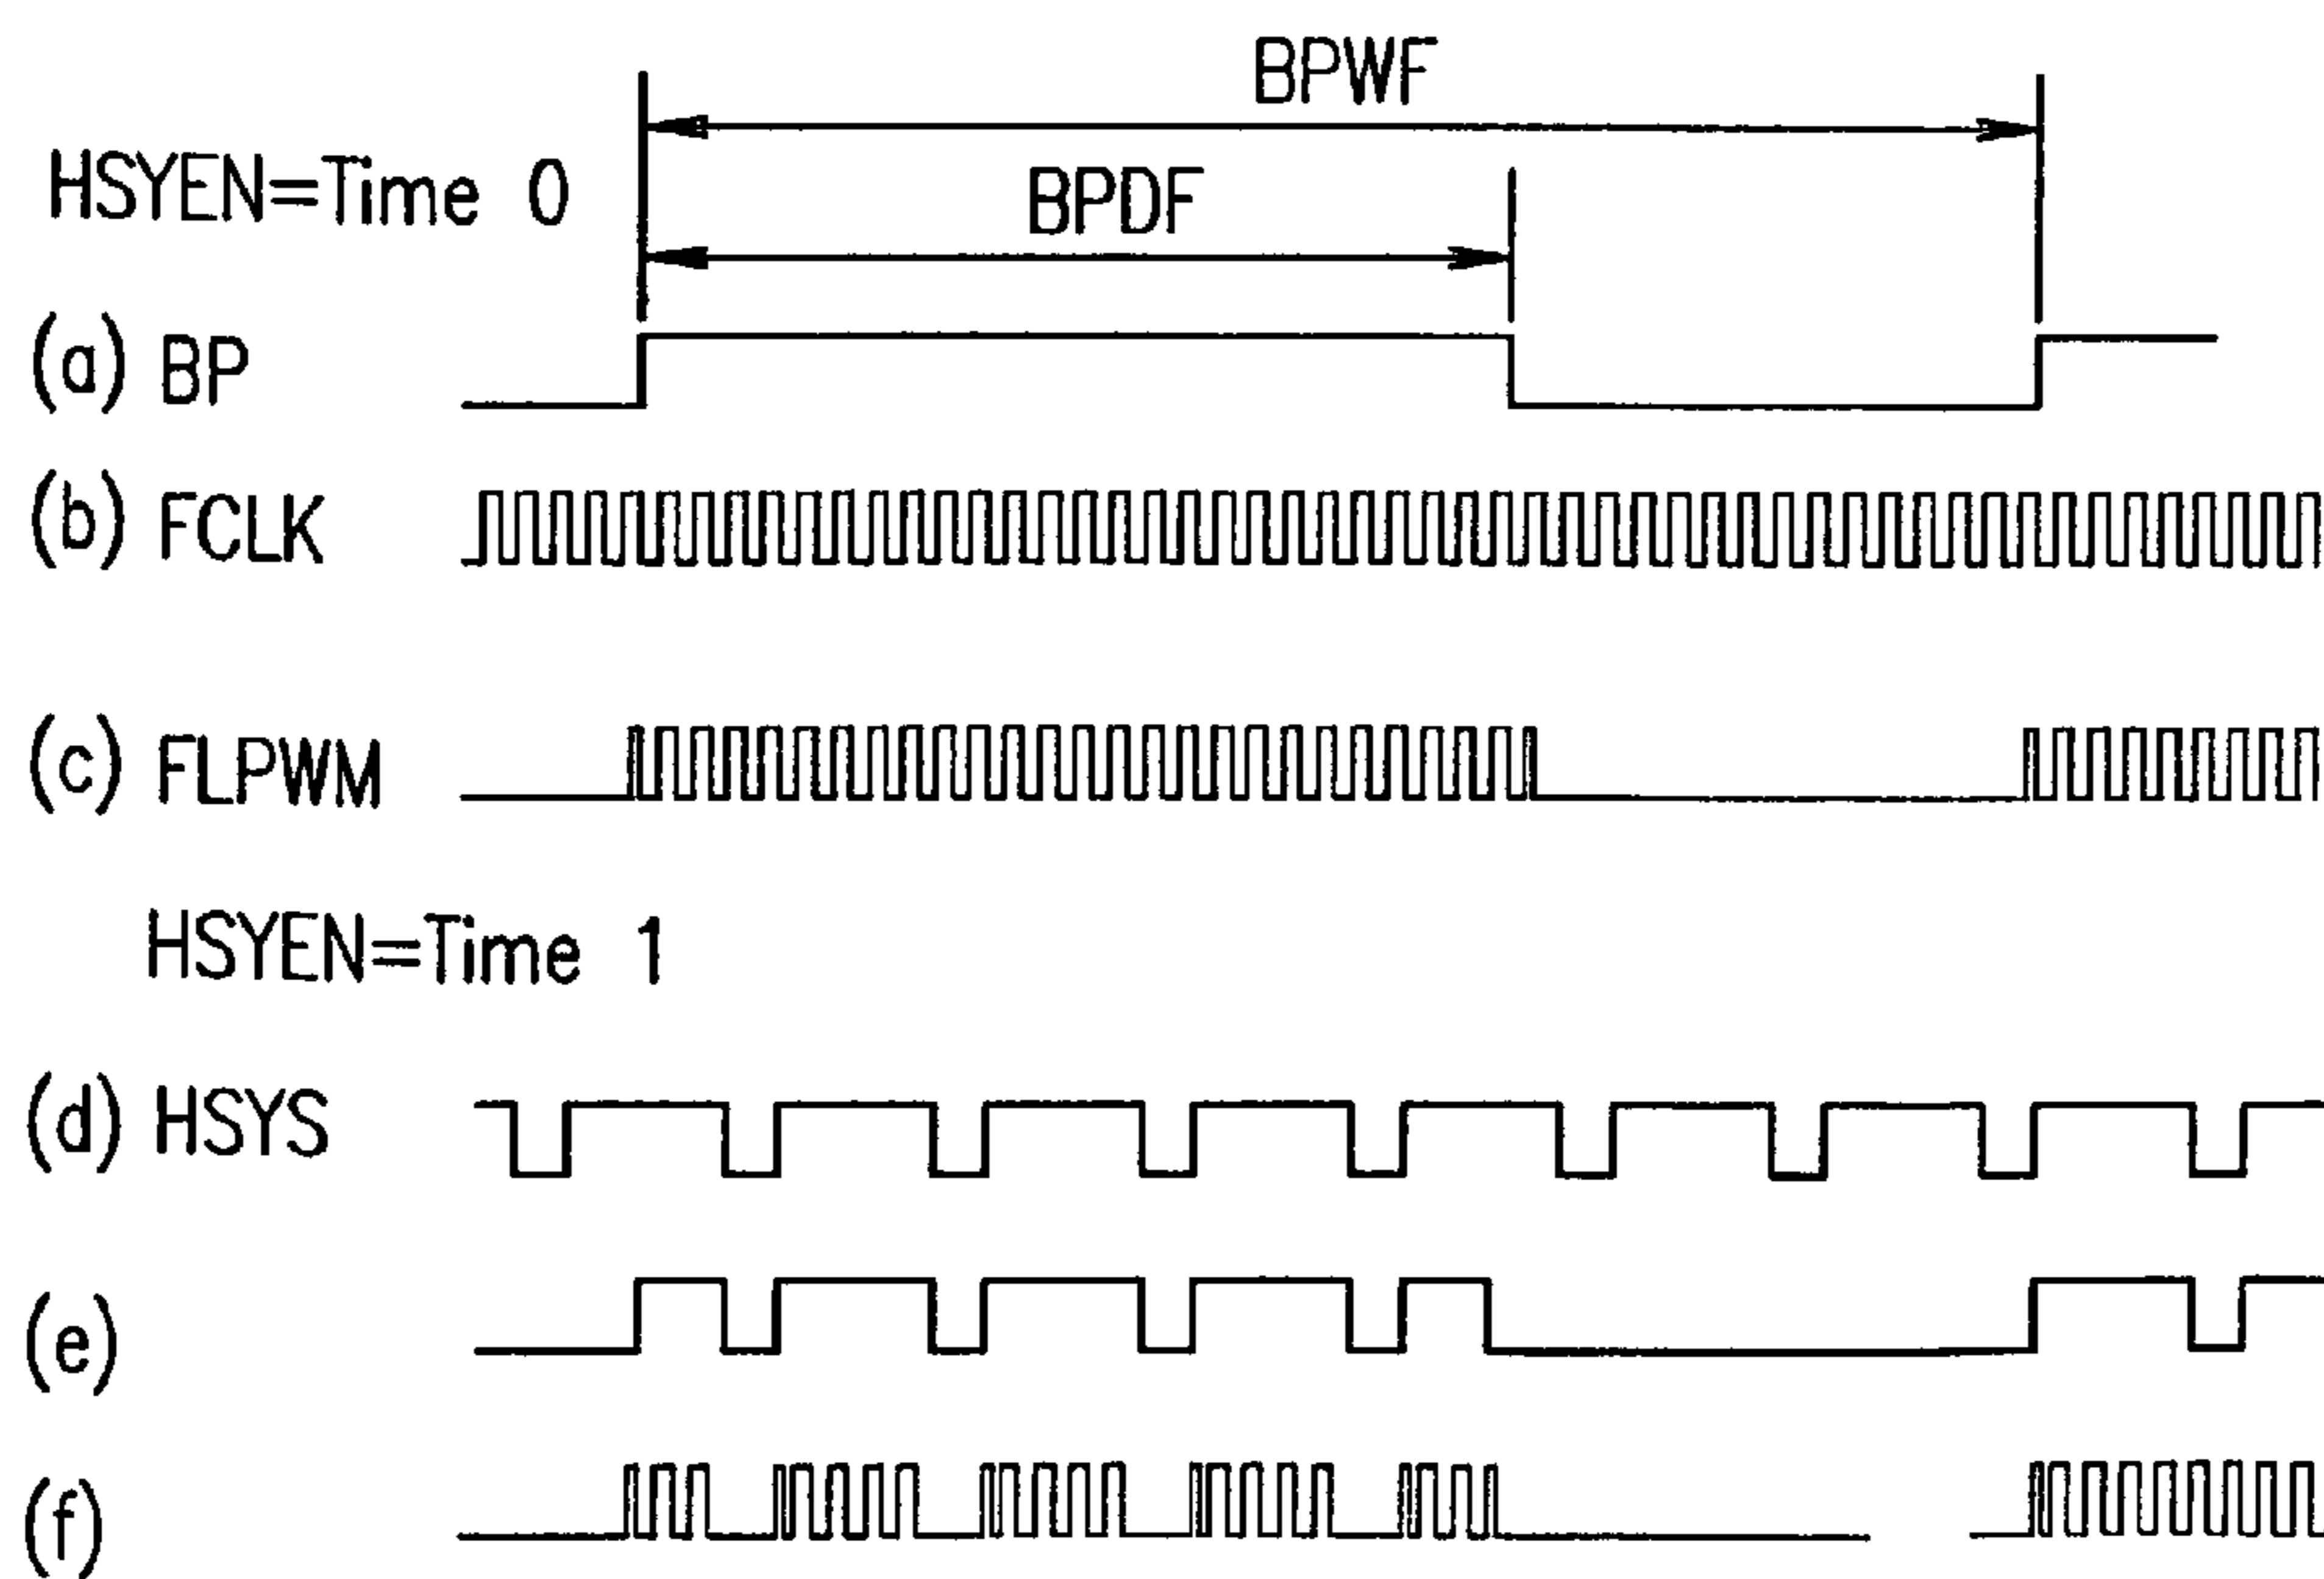 BPWF
HSYEN=Time 0
BPDF
(a) BP
(b) FCLK
(c) FLPWM
HSYEN=Time 1
(d) HSYS
(e)
(f)